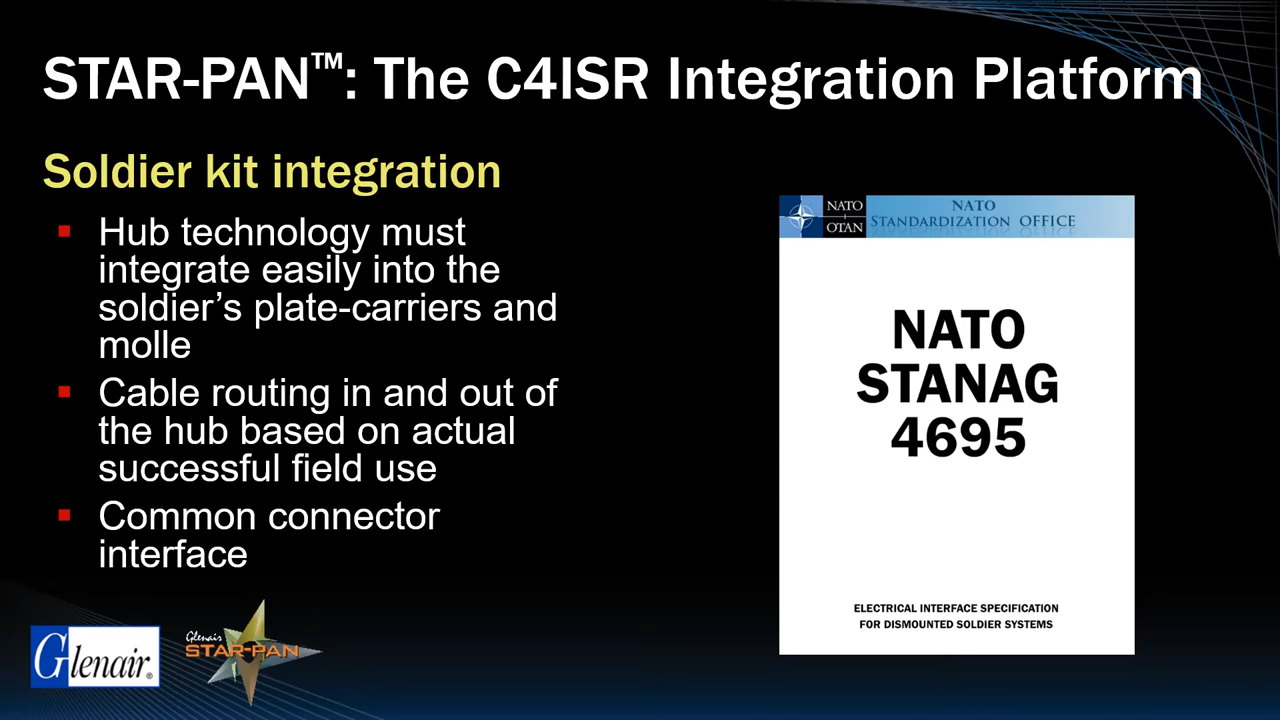 STAR-PAN™: The C4ISR Integration Platform
Soldier kit integration
▪ Hub technology must
integrate easily into the
soldier’s plate-carriers and
molle
▪ Cable routing in and out of
the hub based on actual
successful field use
▪ Common connector
interface
NATO
OTAN
NATO
STANDARDIZATION OFFICE
NATO
STANAG
4695
ELECTRICAL INTERFACE SPECIFICATION
FOR DISMOUNTED SOLDIER SYSTEMS
Glenair®
Glenair
STAR-PAN